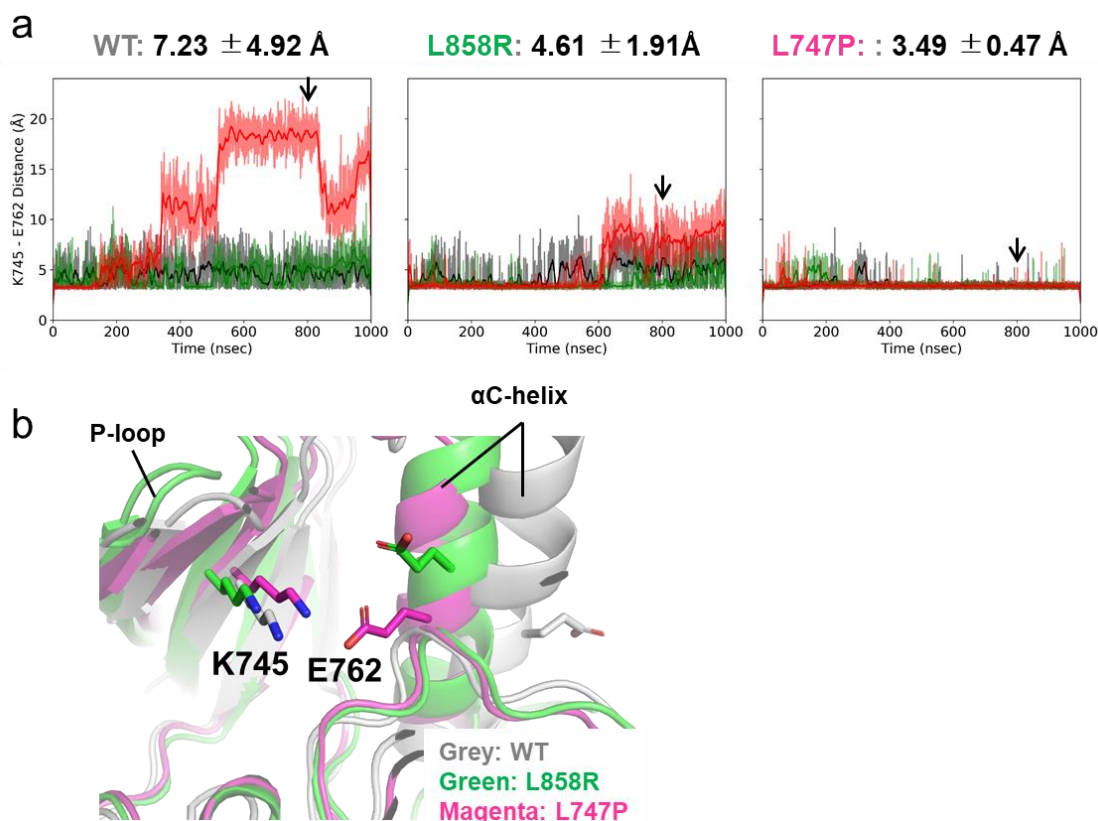 a
WT: 7.23 ±4.92 Å
L858R: 4.61 ±1.91Å
L747P: : 3.49 ±0.47 Å
K745 - E762 Distance (Å)
20
15
10
5
0
0 200 400 600 800 1000
Time (nsec)
0 200 400 600 800 1000
Time (nsec)
0 200 400 600 800 1000
Time (nsec)
b
P-loop
αC-helix
K745
E762
Grey: WT
Green: L858R
Magenta: L747P